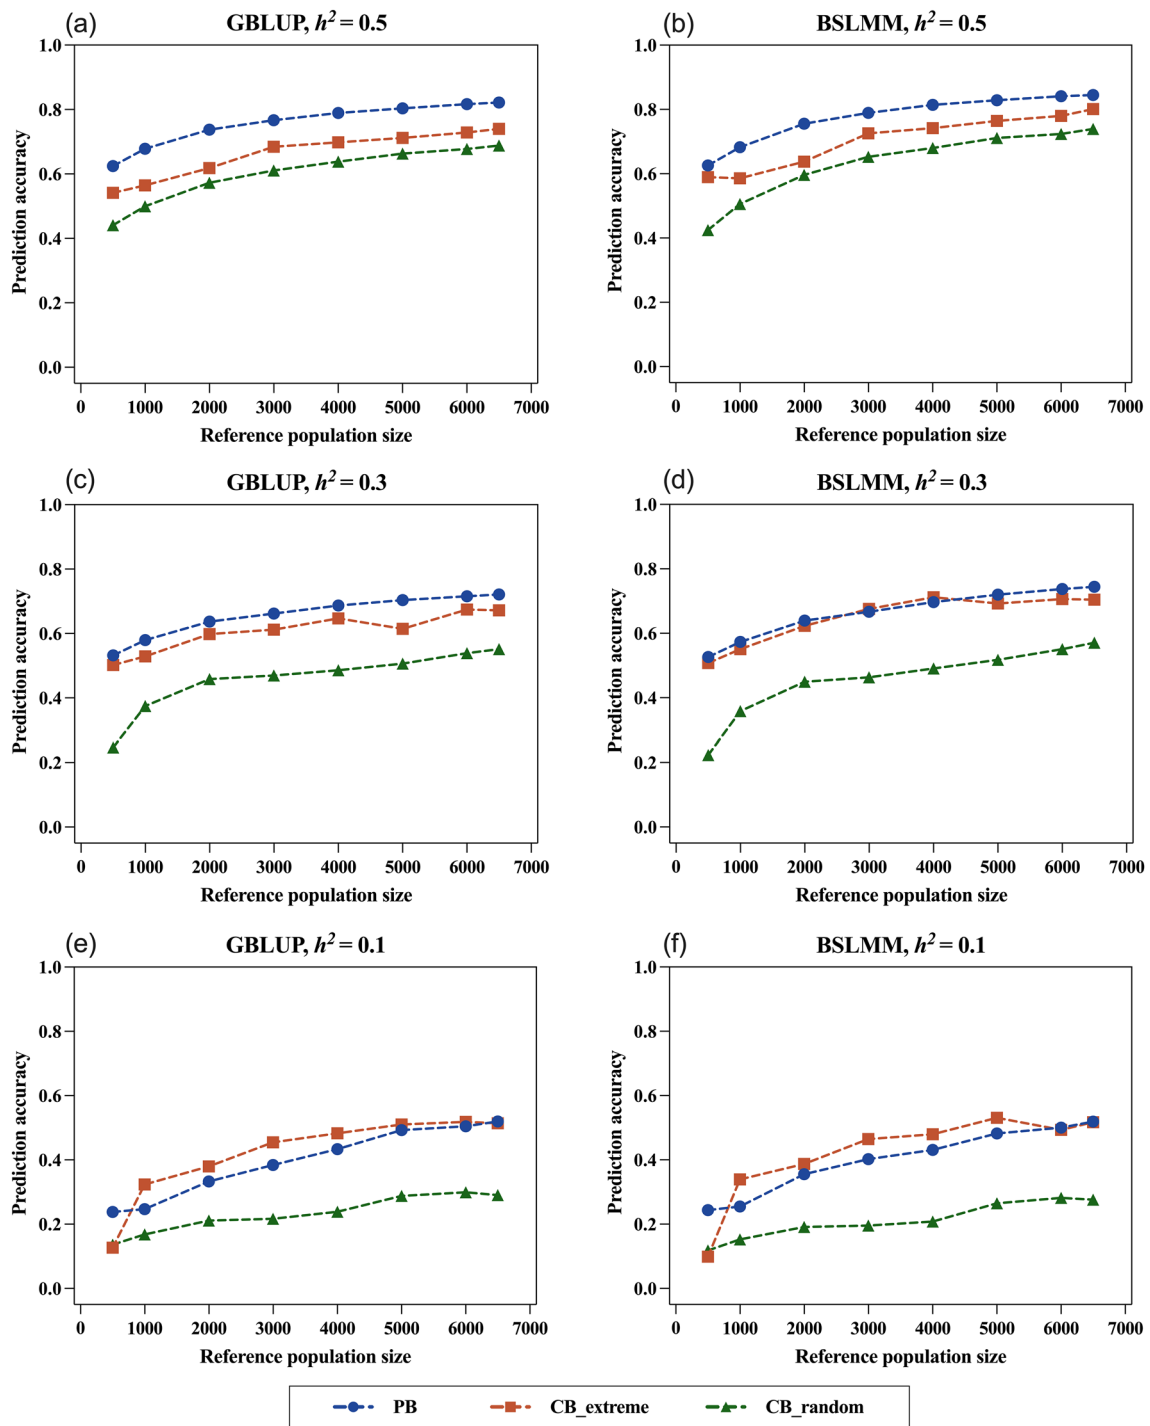 (a) GBLUP, h² = 0.5
1.0
0.8
0.6
0.4
0.2
0.0
Prediction accuracy
0 1000 2000 3000 4000 5000 6000 7000
Reference population size
(b) BSLMM, h² = 0.5
1.0
0.8
0.6
0.4
0.2
0.0
Prediction accuracy
0 1000 2000 3000 4000 5000 6000 7000
Reference population size
(c) GBLUP, h² = 0.3
1.0
0.8
0.6
0.4
0.2
0.0
Prediction accuracy
0 1000 2000 3000 4000 5000 6000 7000
Reference population size
(d) BSLMM, h² = 0.3
1.0
0.8
0.6
0.4
0.2
0.0
Prediction accuracy
0 1000 2000 3000 4000 5000 6000 7000
Reference population size
(e) GBLUP, h² = 0.1
1.0
0.8
0.6
0.4
0.2
0.0
Prediction accuracy
0 1000 2000 3000 4000 5000 6000 7000
Reference population size
(f) BSLMM, h² = 0.1
1.0
0.8
0.6
0.4
0.2
0.0
Prediction accuracy
0 1000 2000 3000 4000 5000 6000 7000
Reference population size
PB CB_extreme CB_random